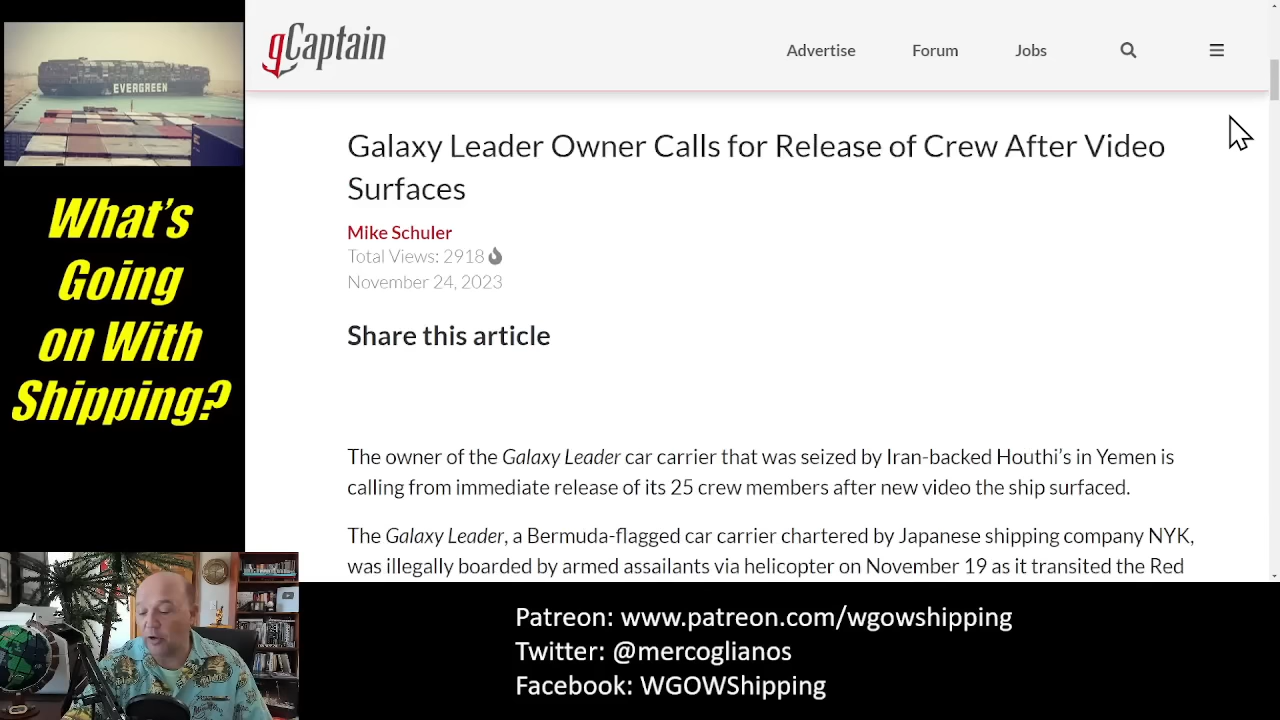 gCaptain
Advertise
Forum
Jobs
EVERGREEN
Galaxy Leader Owner Calls for Release of Crew After Video
Surfaces
Mike Schuler
Total Views: 2918
November 24, 2023
Share this article
The owner of the Galaxy Leader car carrier that was seized by Iran-backed Houthi's in Yemen is
calling from immediate release of its 25 crew members after new video the ship surfaced.
The Galaxy Leader, a Bermuda-flagged car carrier chartered by Japanese shipping company NYK,
was illegally boarded by armed assailants via helicopter on November 19 as it transited the Red
What's
Going
on With
Shipping?
Patreon: www.patreon.com/wgowshipping
Twitter: @mercoglianos
Facebook: WGOWShipping